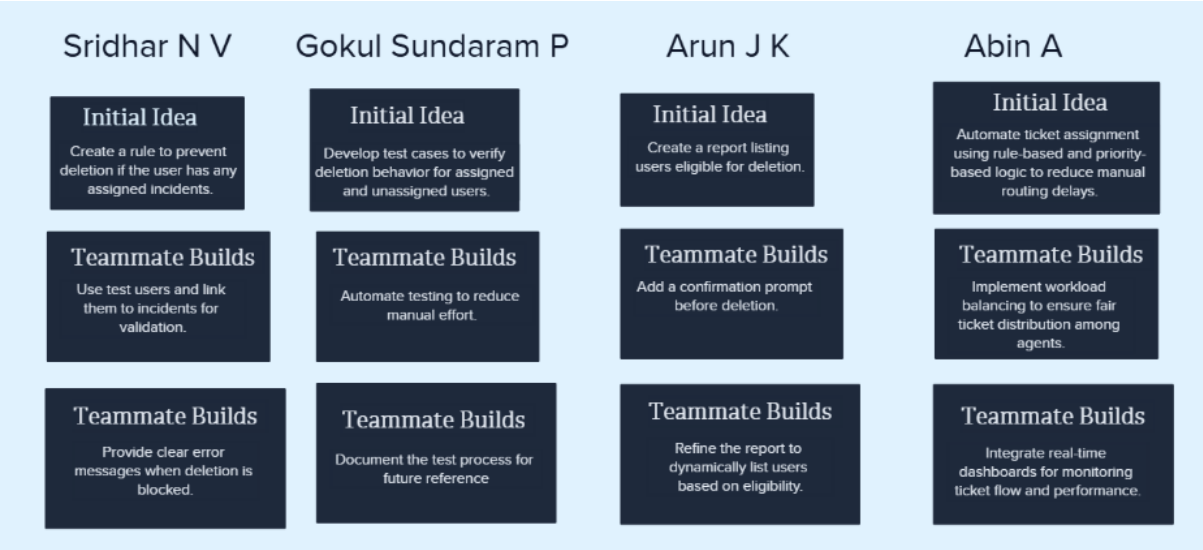 Sridhar N V
Initial Idea
Create a rule to prevent
deletion if the user has any
assigned incidents.
Teammate Builds
Use test users and link
them to incidents for
validation.
Teammate Builds
Provide clear error
messages when deletion is
blocked.
Gokul Sundaram P
Initial Idea
Develop test cases to verify
deletion behavior for assigned
and unassigned users.
Teammate Builds
Automate testing to reduce
manual effort.
Teammate Builds
Document the test process for
future reference
Arun J K
Initial Idea
Create a report listing
users eligible for deletion.
Teammate Builds
Add a confirmation prompt
before deletion.
Teammate Builds
Refine the report to
dynamically list users
based on eligibility.
Abin A
Initial Idea
Automate ticket assignment
using rule-based and priority-
based logic to reduce manual
routing delays.
Teammate Builds
Implement workload
balancing to ensure fair
ticket distribution among
agents.
Teammate Builds
Integrate real-time
dashboards for monitoring
ticket flow and performance.